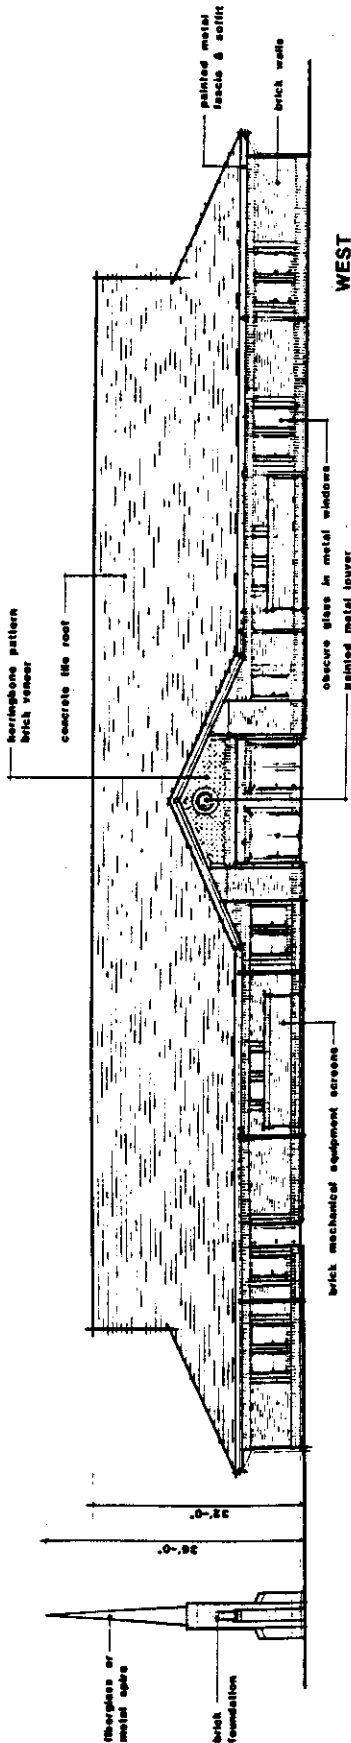 herringbone pattern
brick veneer
concrete tile roof
painted metal
fascia & soffit
brick walls
fiberglass or
metal spire
brick
foundation
32'-0"
36'-0"
brick mechanical equipment screens
obscure glass in metal windows
painted metal louver
WEST